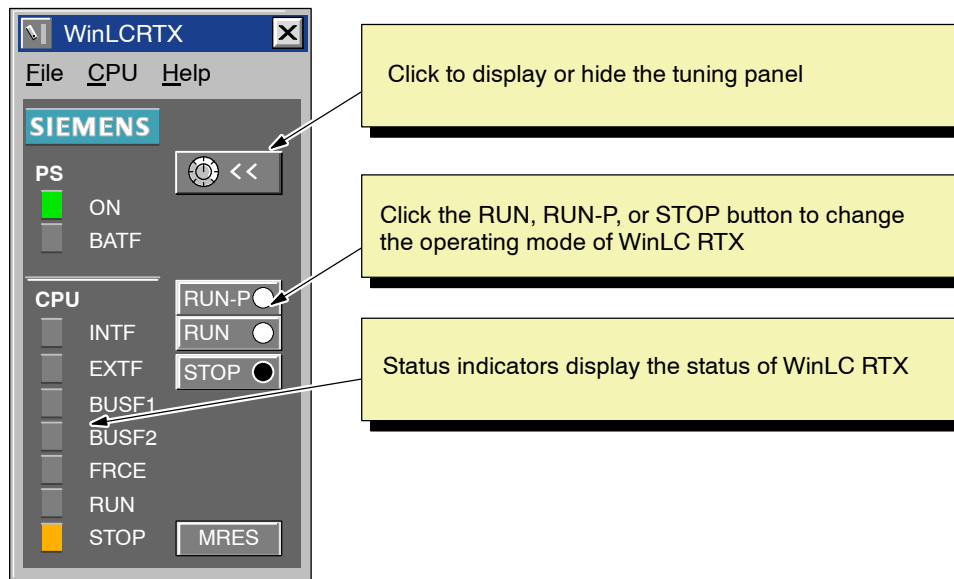 WinLCRTX
File CPU Help
SIEMENS
PS
<<
ON
BATF
CPU
RUN-P
INTF
RUN
EXTF
STOP
BUSF1
BUSF2
FRCE
RUN
STOP
MRES
Click to display or hide the tuning panel
Click the RUN, RUN-P, or STOP button to change
the operating mode of WinLC RTX
Status indicators display the status of WinLC RTX